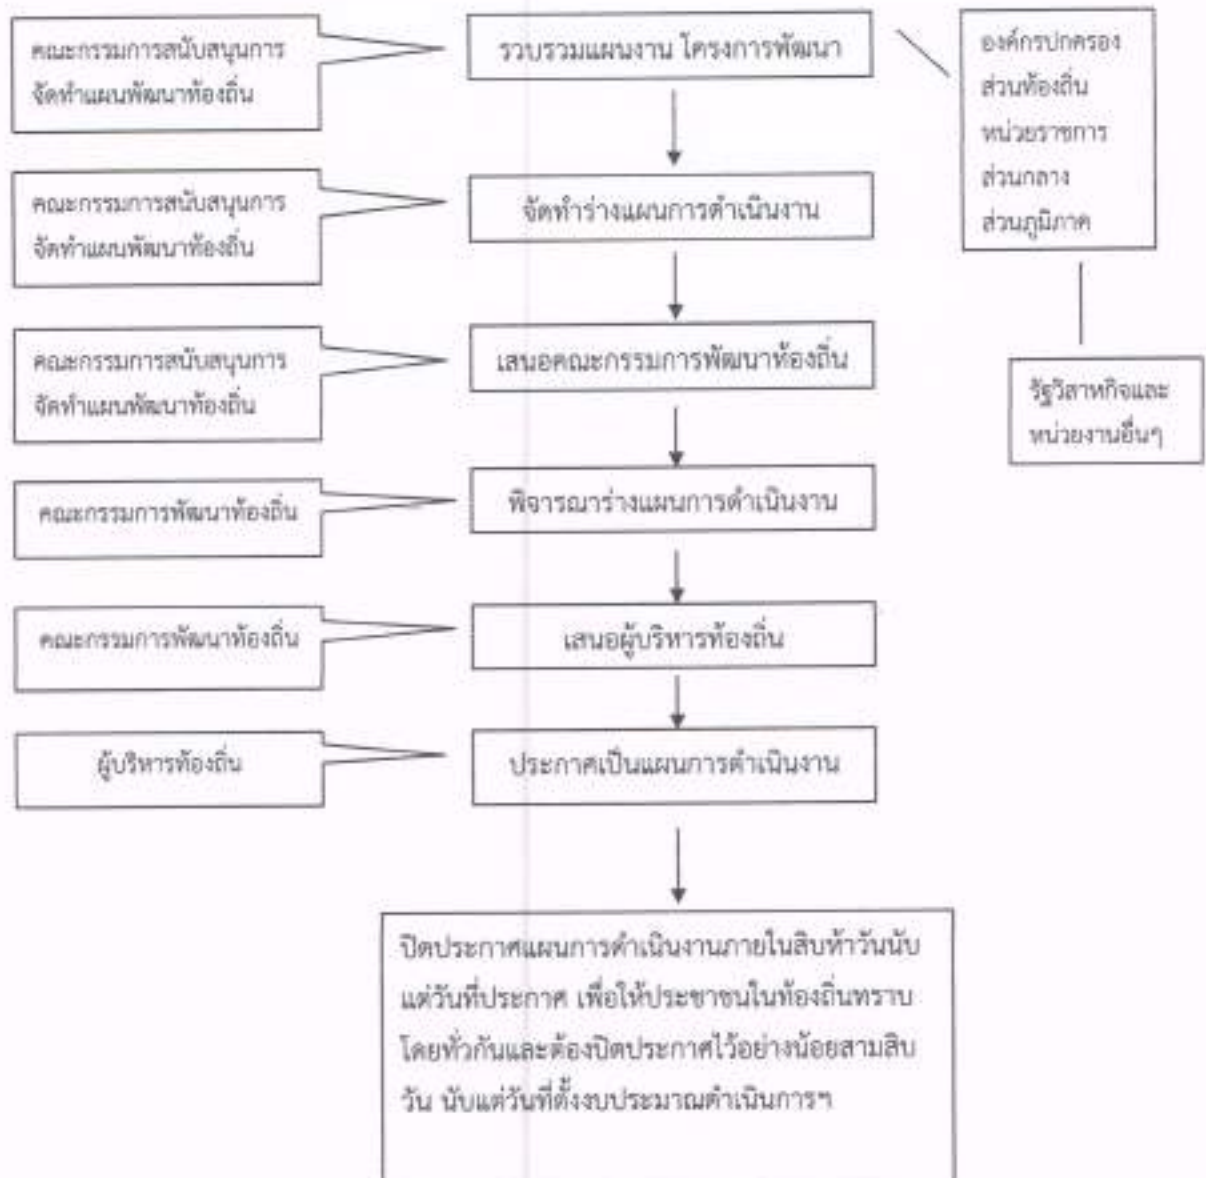 คณะกรรมการสนับสนุนการ
จัดทำแผนพัฒนาท้องถิ่น
รวบรวมแผนงาน โครงการพัฒนา
องค์กรปกครอง
ส่วนท้องถิ่น
หน่วยราชการ
ส่วนกลาง
ส่วนภูมิภาค
คณะกรรมการสนับสนุนการ
จัดทำแผนพัฒนาท้องถิ่น
จัดทำร่างแผนการดำเนินงาน
คณะกรรมการสนับสนุนการ
จัดทำแผนพัฒนาท้องถิ่น
เสนอคณะกรรมการพัฒนาท้องถิ่น
รัฐวิสาหกิจและ
หน่วยงานอื่นๆ
คณะกรรมการพัฒนาท้องถิ่น
พิจารณาร่างแผนการดำเนินงาน
คณะกรรมการพัฒนาท้องถิ่น
เสนอผู้บริหารท้องถิ่น
ผู้บริหารท้องถิ่น
ประกาศเป็นแผนการดำเนินงาน
ปิดประกาศแผนการดำเนินงานภายในสิบห้าวันนับ
แต่วันที่ประกาศ เพื่อให้ประชาชนในท้องถิ่นทราบ
โดยทั่วกันและต้องปิดประกาศไว้อย่างน้อยสามสิบ
วัน นับแต่วันที่ตั้งงบประมาณดำเนินการฯ